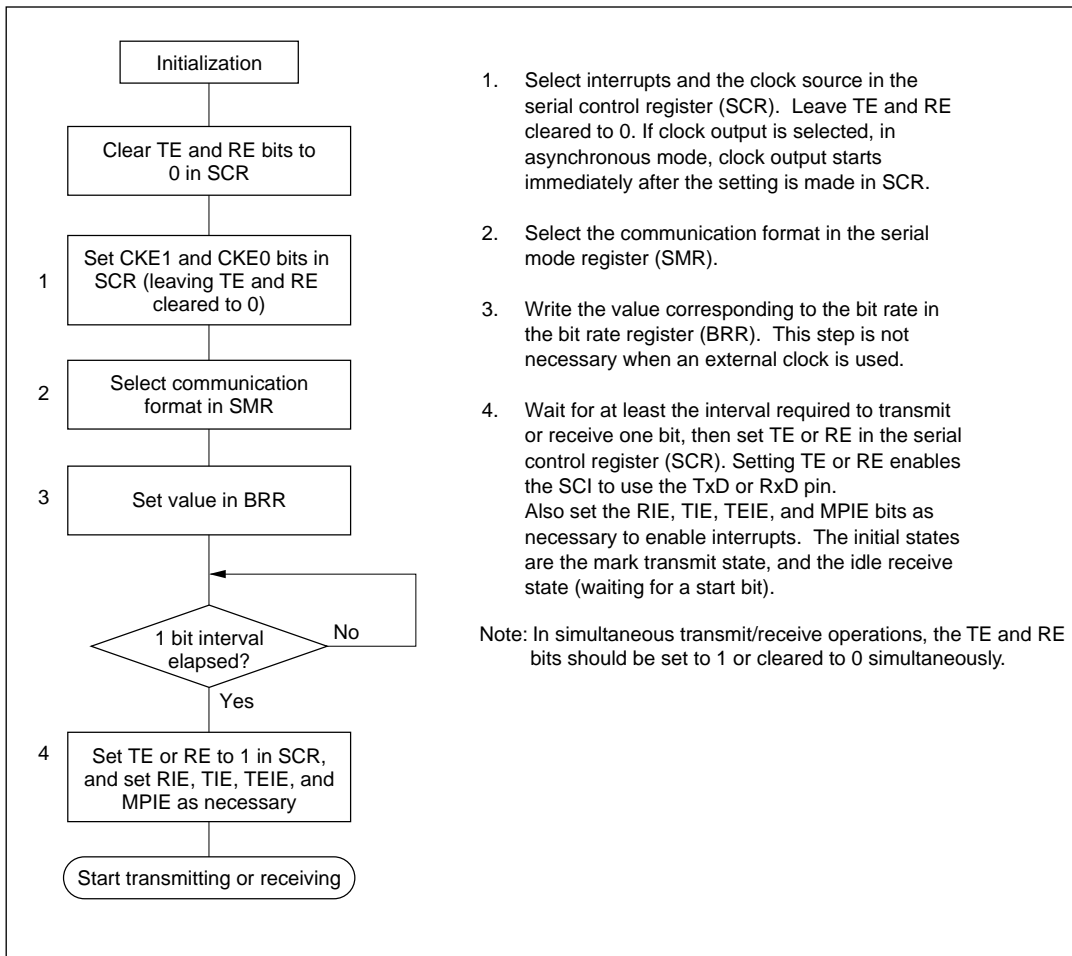 Initialization
Clear TE and RE bits to
0 in SCR
1
Set CKE1 and CKE0 bits in
SCR (leaving TE and RE
cleared to 0)
2
Select communication
format in SMR
3
Set value in BRR
1 bit interval
elapsed?
No
Yes
4
Set TE or RE to 1 in SCR,
and set RIE, TIE, TEIE, and
MPIE as necessary
Start transmitting or receiving
1. Select interrupts and the clock source in the
serial control register (SCR). Leave TE and RE
cleared to 0. If clock output is selected, in
asynchronous mode, clock output starts
immediately after the setting is made in SCR.
2. Select the communication format in the serial
mode register (SMR).
3. Write the value corresponding to the bit rate in
the bit rate register (BRR). This step is not
necessary when an external clock is used.
4. Wait for at least the interval required to transmit
or receive one bit, then set TE or RE in the serial
control register (SCR). Setting TE or RE enables
the SCI to use the TxD or RxD pin.
Also set the RIE, TIE, TEIE, and MPIE bits as
necessary to enable interrupts. The initial states
are the mark transmit state, and the idle receive
state (waiting for a start bit).
Note: In simultaneous transmit/receive operations, the TE and RE
bits should be set to 1 or cleared to 0 simultaneously.